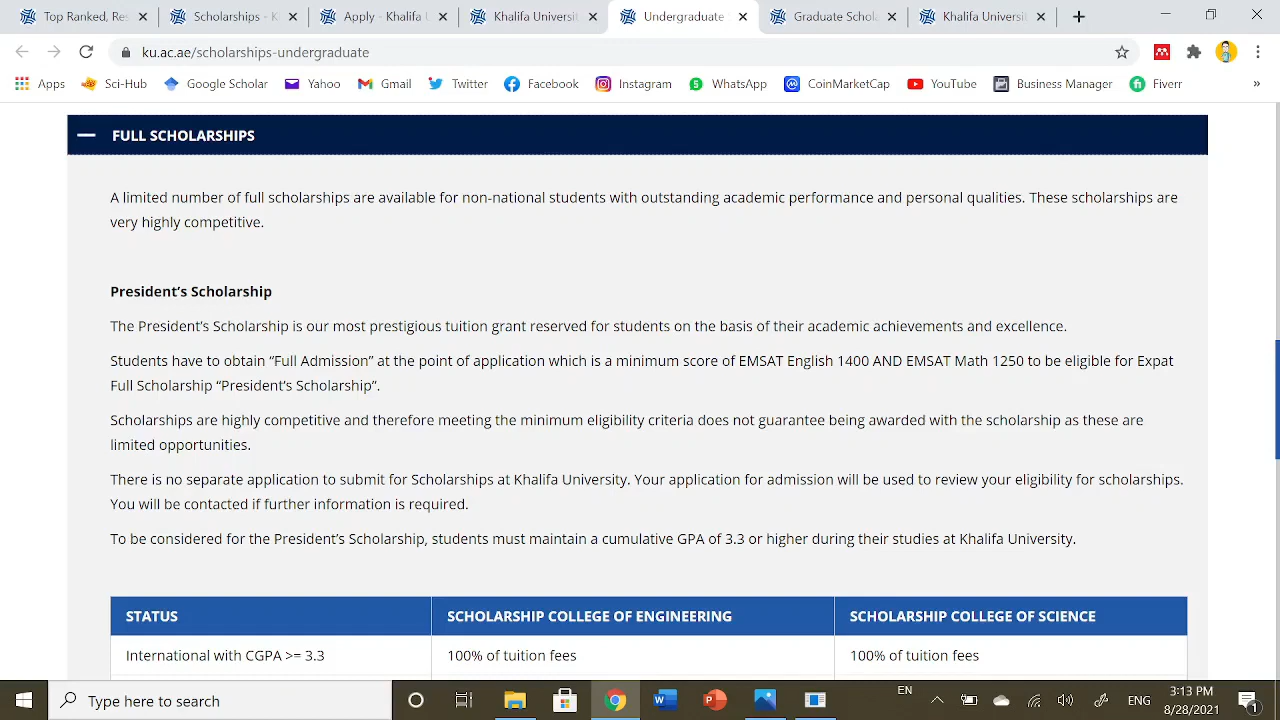 Top Ranked, Res
Scholarships - K
Apply - Khalifa U
Khalifa Universit
Undergraduate
Graduate Schola
Khalifa Universit
ku.ac.ae/scholarships-undergraduate
Apps
Sci-Hub
Google Scholar
Yahoo
Gmail
Twitter
Facebook
Instagram
WhatsApp
CoinMarketCap
YouTube
Business Manager
Fiverr
»
FULL SCHOLARSHIPS
A limited number of full scholarships are available for non-national students with outstanding academic performance and personal qualities. These scholarships are
very highly competitive.
President's Scholarship
The President's Scholarship is our most prestigious tuition grant reserved for students on the basis of their academic achievements and excellence.
Students have to obtain “Full Admission” at the point of application which is a minimum score of EMSAT English 1400 AND EMSAT Math 1250 to be eligible for Expat
Full Scholarship “President's Scholarship”.
Scholarships are highly competitive and therefore meeting the minimum eligibility criteria does not guarantee being awarded with the scholarship as these are
limited opportunities.
There is no separate application to submit for Scholarships at Khalifa University. Your application for admission will be used to review your eligibility for scholarships.
You will be contacted if further information is required.
To be considered for the President's Scholarship, students must maintain a cumulative GPA of 3.3 or higher during their studies at Khalifa University.
STATUS
SCHOLARSHIP COLLEGE OF ENGINEERING
SCHOLARSHIP COLLEGE OF SCIENCE
International with CGPA >= 3.3
100% of tuition fees
100% of tuition fees
Type here to search
EN
ENG
3:13 PM
8/28/2021
1